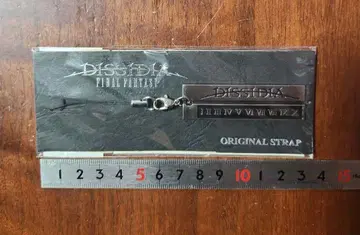 DISSIDIA
FINAL FANTASY
DISSIDIA
ORIGINAL STRAP
1 2 3 4 5 6 7 8 9 10 1 2 3 4 15